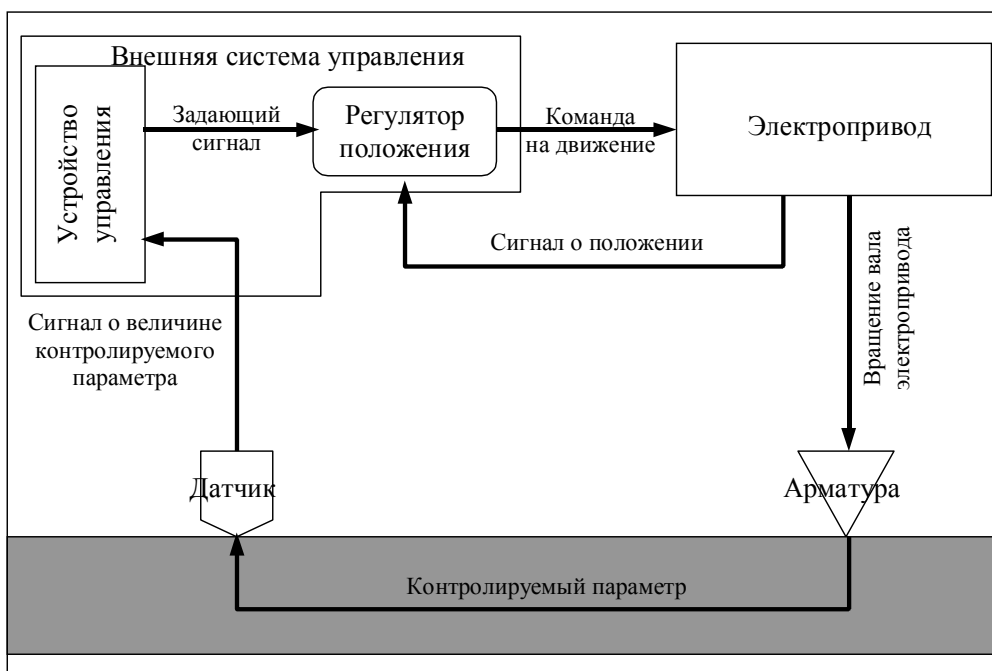 Внешняя система управления
Устройство
управления
Задающий
сигнал
Регулятор
положения
Команда
на движение
Электропривод
Сигнал о положении
Вращение вала
электропривода
Сигнал о величине
контролируемого
параметра
Датчик
Арматура
Контролируемый параметр